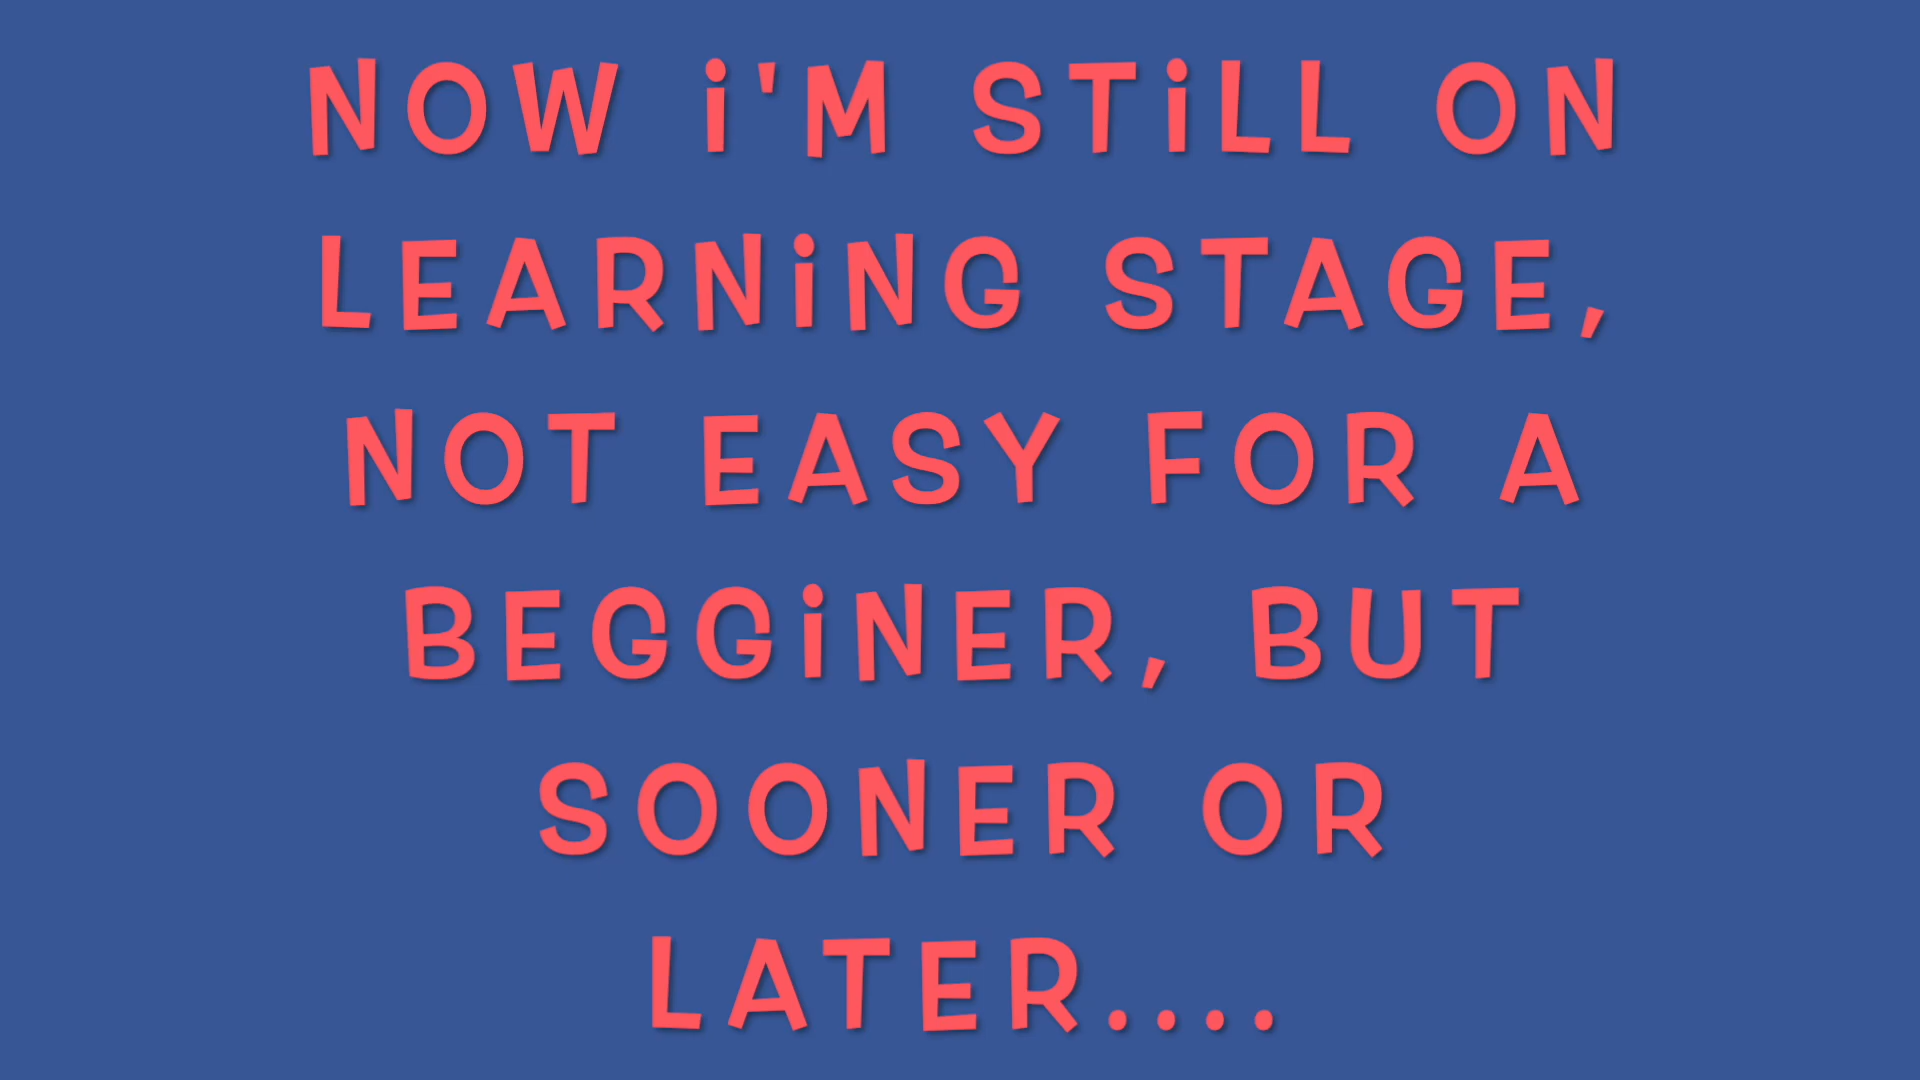 NOW i'M STiLL ON
LEARNiNG STAGE,
NOT EASY FOR A
BEGGiNER, BUT
SOONER OR
LATER....